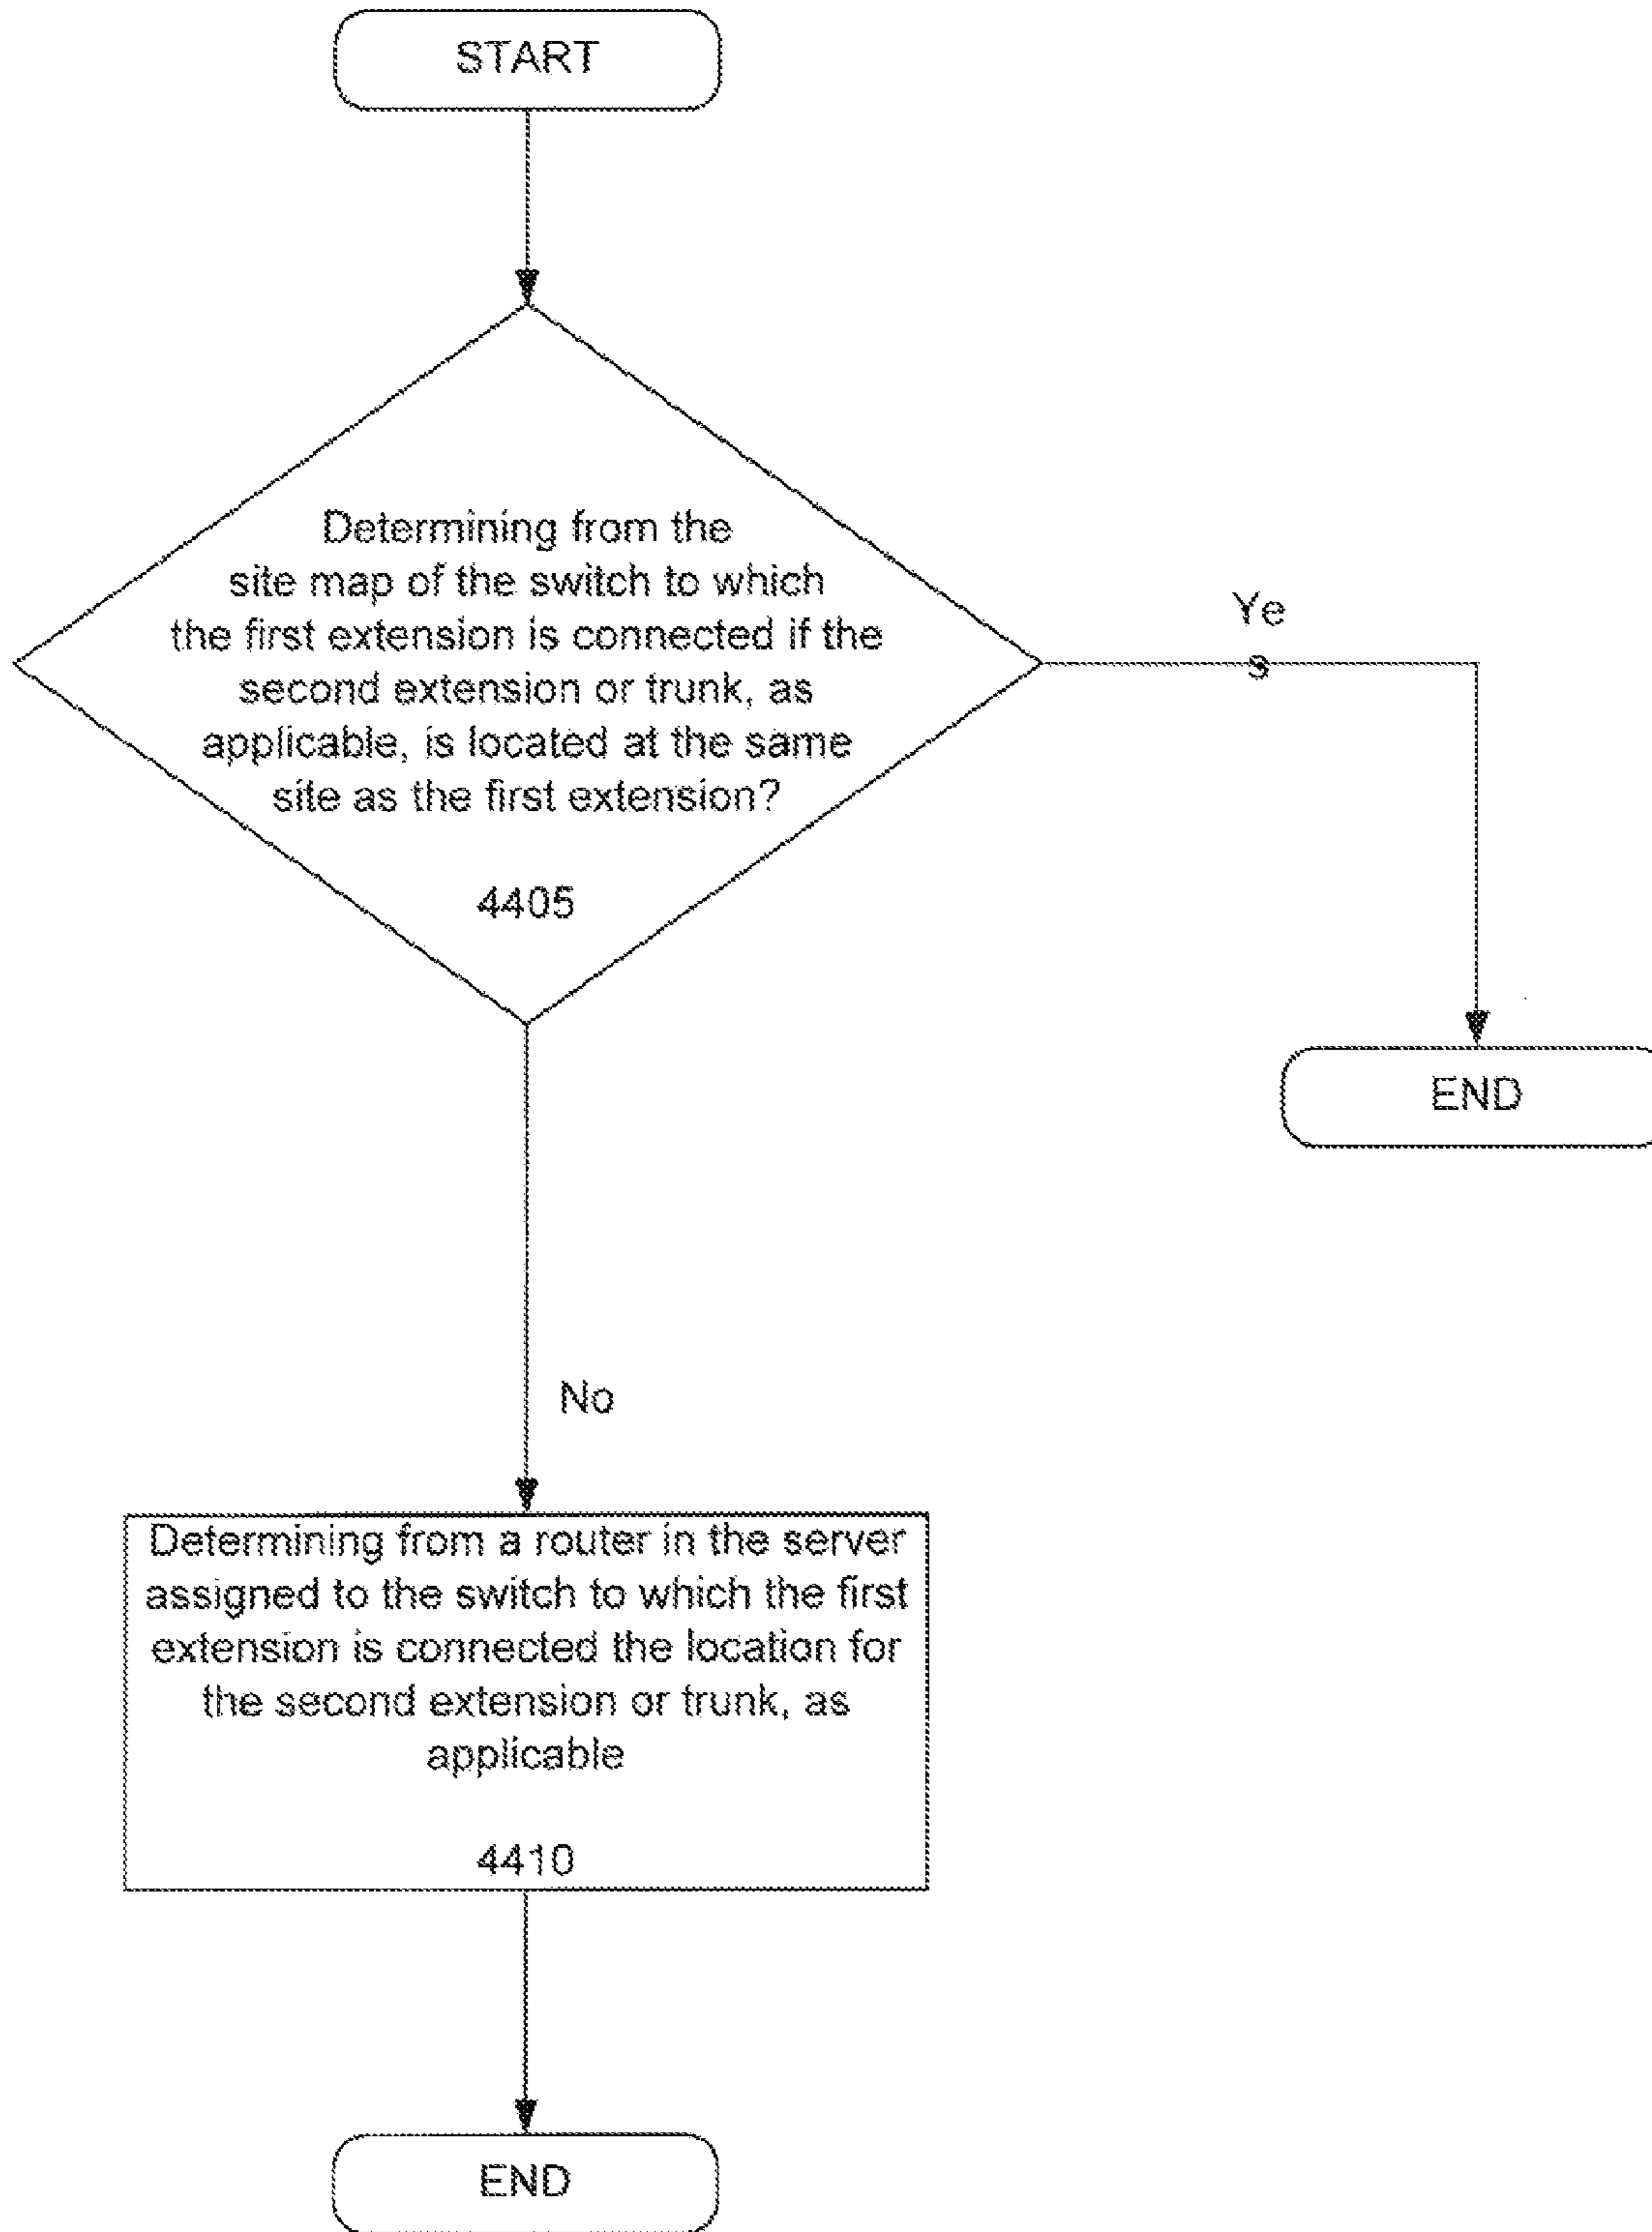 START
Determining from the
site map of the switch to which
the first extension is connected if the
second extension or trunk, as
applicable, is located at the same
site as the first extension?
4405
Ye
s
END
No
Determining from a router in the server
assigned to the switch to which the first
extension is connected the location for
the second extension or trunk, as
applicable
4410
END